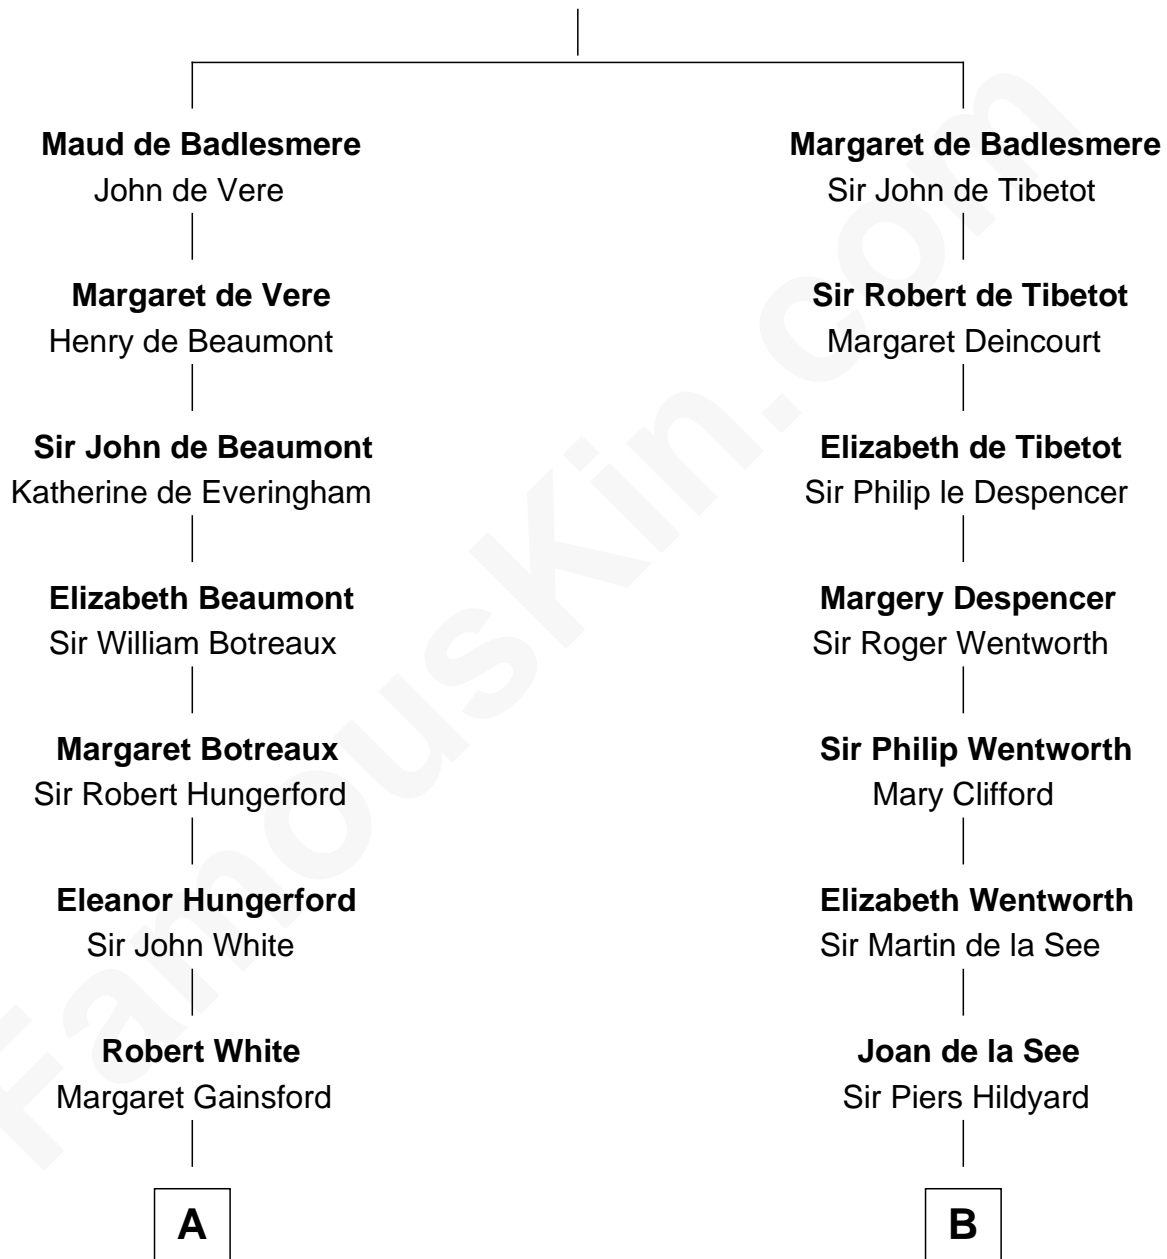 Maud de Badlesmere
John de Vere
Margaret de Vere
Henry de Beaumont
Sir John de Beaumont
Katherine de Everingham
Elizabeth Beaumont
Sir William Botreaux
Margaret Botreaux
Sir Robert Hungerford
Eleanor Hungerford
Sir John White
Robert White
Margaret Gainsford
A
Margaret de Badlesmere
Sir John de Tibetot
Sir Robert de Tibetot
Margaret Deincourt
Elizabeth de Tibetot
Sir Philip le Despencer
Margery Despencer
Sir Roger Wentworth
Sir Philip Wentworth
Mary Clifford
Elizabeth Wentworth
Sir Martin de la See
Joan de la See
Sir Piers Hildyard
B
FamousKin.com